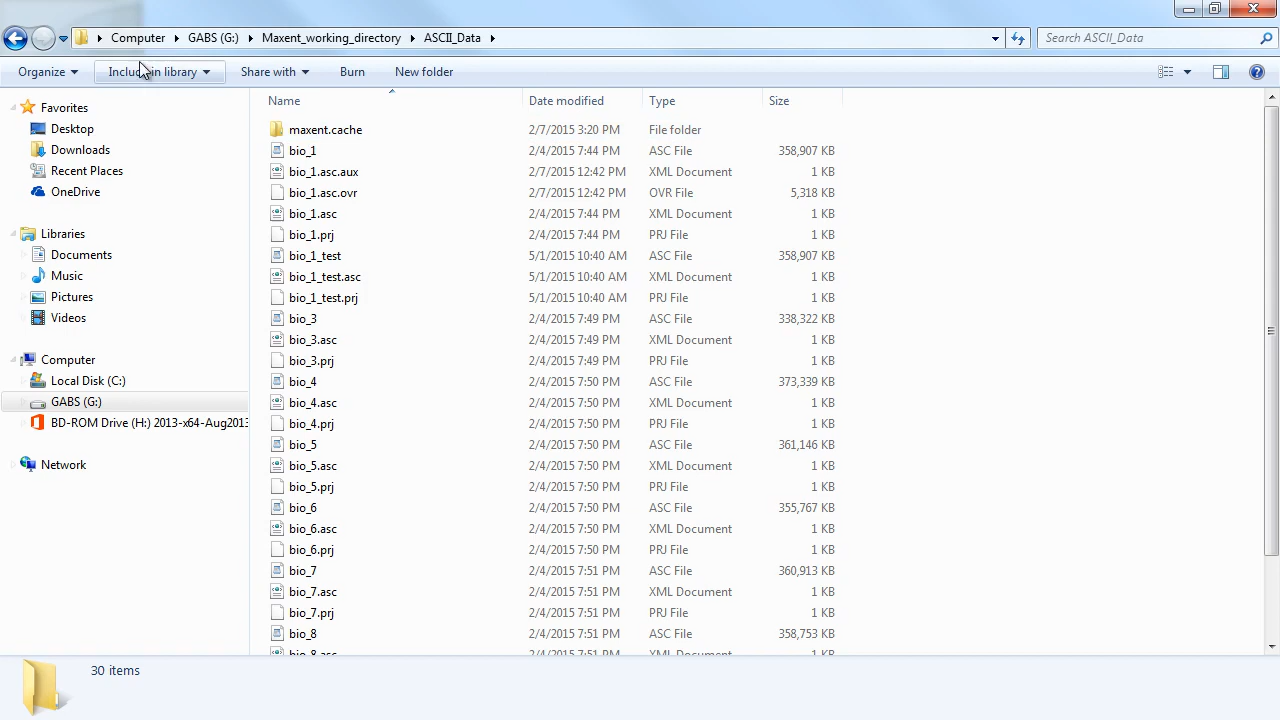 Computer GABS (G:) Maxent_working_directory ASCII_Data Search ASCII_Data
Organize Include in library Share with Burn New folder
Favorites
Desktop
Downloads
Recent Places
OneDrive
Libraries
Documents
Music
Pictures
Videos
Computer
Local Disk (C:)
GABS (G:)
BD-ROM Drive (H:) 2013-x64-Aug2013
Network
Name Date modified Type Size
maxent.cache 2/7/2015 3:20 PM File folder
bio_1 2/4/2015 7:44 PM ASC File 358,907 KB
bio_1.asc.aux 2/7/2015 12:42 PM XML Document 1 KB
bio_1.asc.ovr 2/7/2015 12:42 PM OVR File 5,318 KB
bio_1.asc 2/4/2015 7:44 PM XML Document 1 KB
bio_1.prj 2/4/2015 7:44 PM PRJ File 1 KB
bio_1_test 5/1/2015 10:40 AM ASC File 358,907 KB
bio_1_test.asc 5/1/2015 10:40 AM XML Document 1 KB
bio_1_test.prj 5/1/2015 10:40 AM PRJ File 1 KB
bio_3 2/4/2015 7:49 PM ASC File 338,322 KB
bio_3.asc 2/4/2015 7:49 PM XML Document 1 KB
bio_3.prj 2/4/2015 7:49 PM PRJ File 1 KB
bio_4 2/4/2015 7:50 PM ASC File 373,339 KB
bio_4.asc 2/4/2015 7:50 PM XML Document 1 KB
bio_4.prj 2/4/2015 7:50 PM PRJ File 1 KB
bio_5 2/4/2015 7:50 PM ASC File 361,146 KB
bio_5.asc 2/4/2015 7:50 PM XML Document 1 KB
bio_5.prj 2/4/2015 7:50 PM PRJ File 1 KB
bio_6 2/4/2015 7:50 PM ASC File 355,767 KB
bio_6.asc 2/4/2015 7:50 PM XML Document 1 KB
bio_6.prj 2/4/2015 7:50 PM PRJ File 1 KB
bio_7 2/4/2015 7:51 PM ASC File 360,913 KB
bio_7.asc 2/4/2015 7:51 PM XML Document 1 KB
bio_7.prj 2/4/2015 7:51 PM PRJ File 1 KB
bio_8 2/4/2015 7:51 PM ASC File 358,753 KB
bio_8.asc 2/4/2015 7:51 PM XML Document 1 KB
30 items